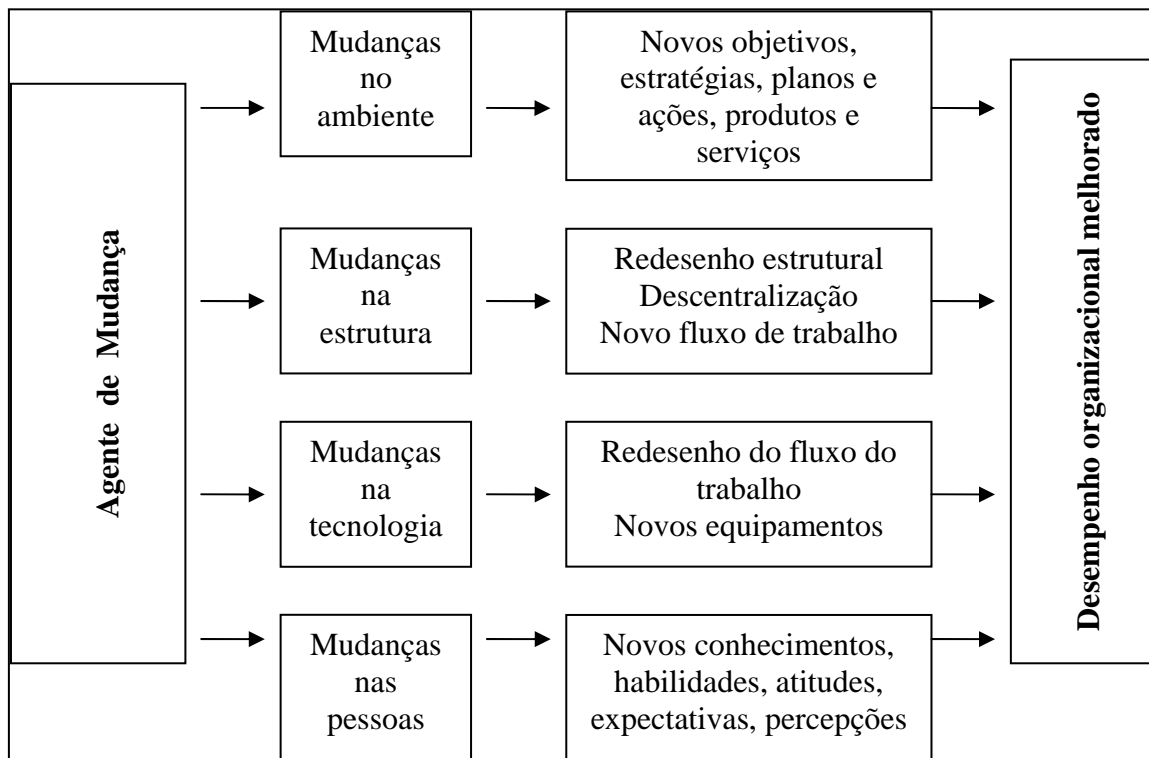 Agente de Mudança
Mudanças
no
ambiente
Novos objetivos,
estratégias, planos e
ações, produtos e
serviços
Mudanças
na
estrutura
Redesenho estrutural
Descentralização
Novo fluxo de trabalho
Mudanças
na
tecnologia
Redesenho do fluxo do
trabalho
Novos equipamentos
Mudanças
nas
pessoas
Novos conhecimentos,
habilidades, atitudes,
expectativas, percepções
Desempenho organizacional melhorado